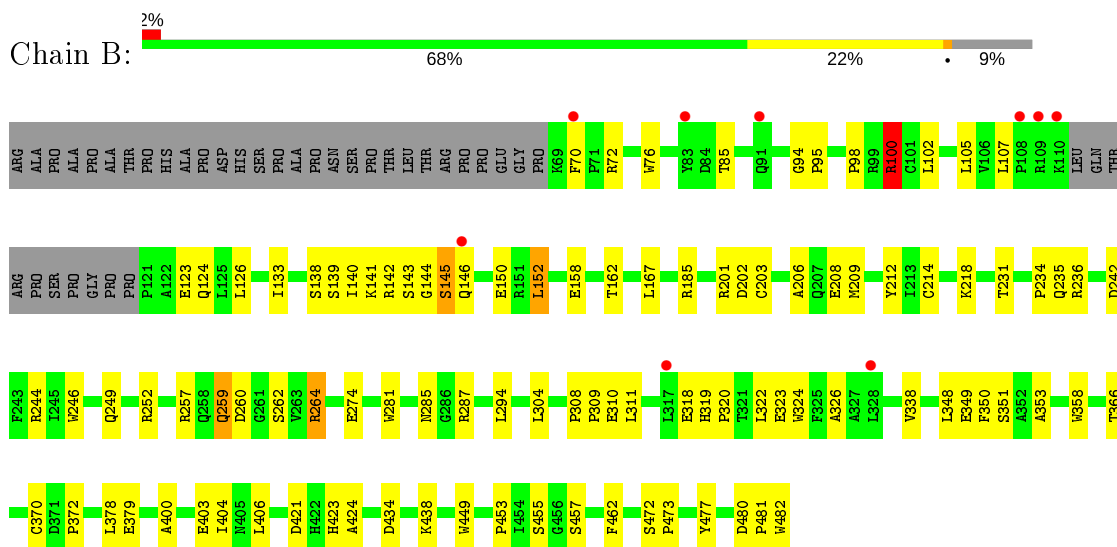 2%
Chain B:
68% 22% • 9%
ARG ALA PRO ALA PRO ALA THR PRO HIS ALA PRO ASP HIS SER PRO ALA PRO ASN SER PRO THR LEU THR ARG PRO PRO GLU GLY PRO K69 F70 P71 R72 W76 Y83 D84 T85 Q91 G94 P95 P98 R99 R100 C101 L102 L105 V106 L107 P108 R109 K110 LEU GLN THR
ARG PRO SER PRO GLY PRO PRO P121 A122 E123 Q124 L125 L126 I133 S138 S139 I140 K141 R142 S143 G144 S145 Q146 E150 R151 L152 E158 T162 L167 R185 R201 D202 C203 A206 Q207 E208 M209 Y212 I213 C214 K218 T231 P234 Q235 R236 D242
F243 R244 I245 W246 Q249 R252 R257 Q258 Q259 D260 G261 S262 V263 R264 E274 W281 N285 G286 R287 L294 L304 P308 P309 E310 L311 L317 E318 H319 P320 T321 L322 E323 W324 F325 A326 A327 L328 V338 L348 E349 F350 S351 A352 A353 W358 T366
C370 D371 P372 L378 E379 A400 E403 I404 N405 L406 D421 H422 H423 A424 D434 K438 W449 P453 I454 S455 G456 S457 F462 S472 P473 Y477 D480 P481 W482